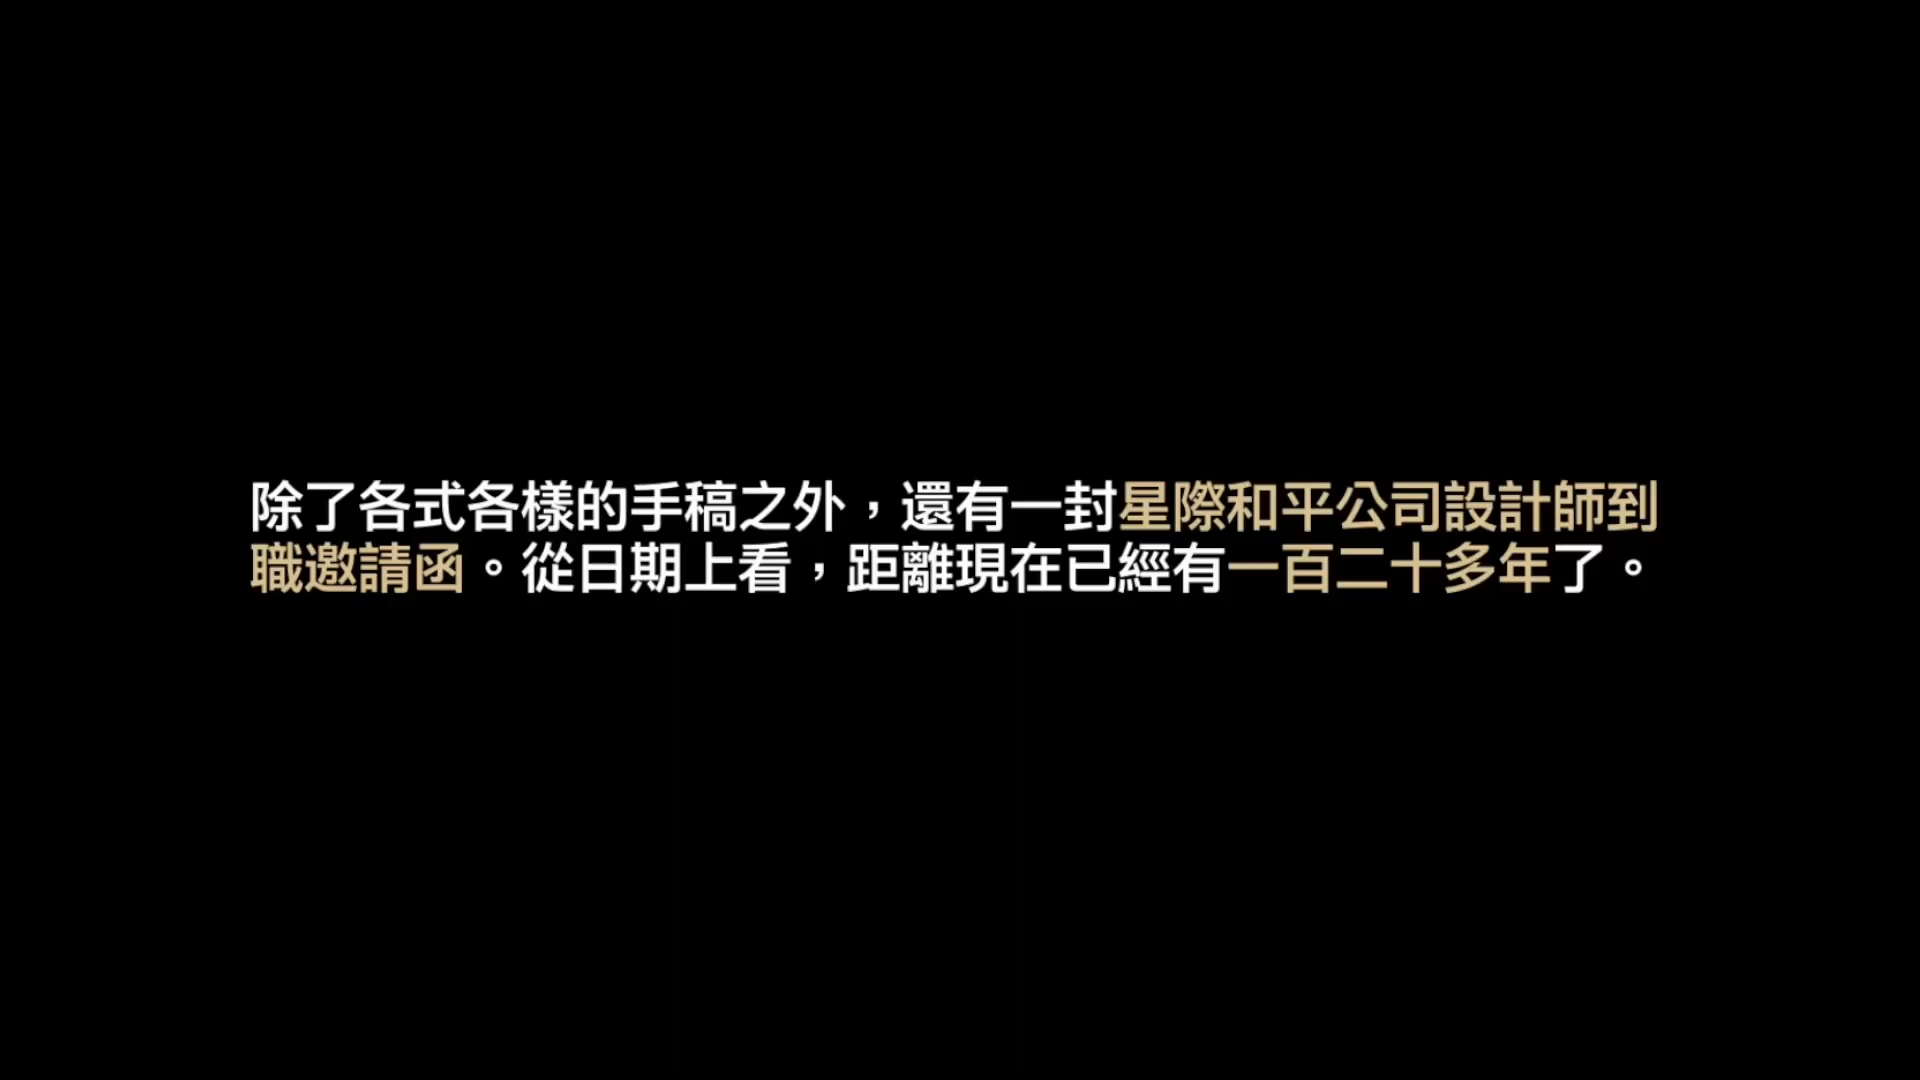 除了各式各樣的手稿之外，還有一封星際和平公司設計師到
職邀請函。從日期上看，距離現在已經有一百二十多年了。